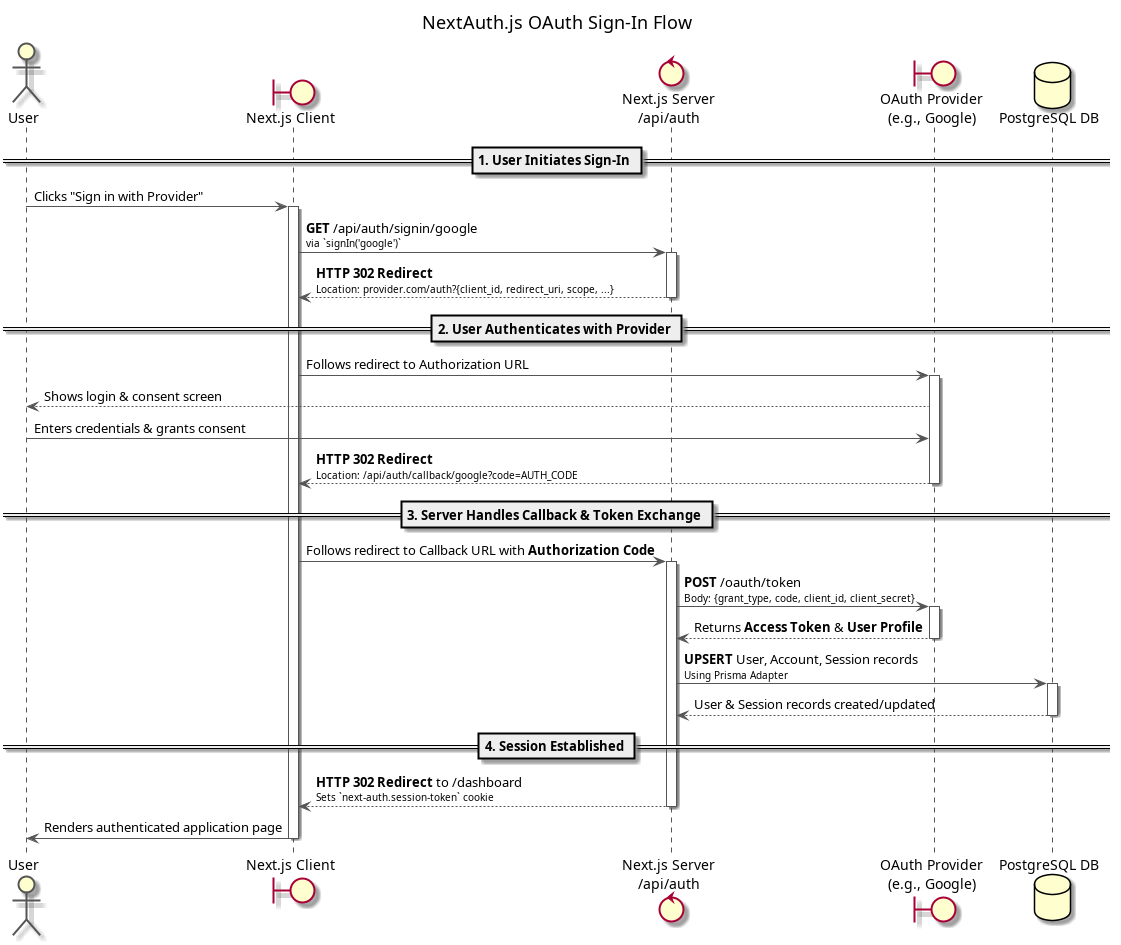 NextAuth.js OAuth Sign-In Flow
User
Next.js Client
Next.js Server
/api/auth
OAuth Provider
(e.g., Google)
PostgreSQL DB
1. User Initiates Sign-In
Clicks "Sign in with Provider"
GET /api/auth/signin/google
via `signIn('google')`
HTTP 302 Redirect
Location: provider.com/auth?{client_id, redirect_uri, scope, ...}
2. User Authenticates with Provider
Follows redirect to Authorization URL
Shows login & consent screen
Enters credentials & grants consent
HTTP 302 Redirect
Location: /api/auth/callback/google?code=AUTH_CODE
3. Server Handles Callback & Token Exchange
Follows redirect to Callback URL with Authorization Code
POST /oauth/token
Body: {grant_type, code, client_id, client_secret}
Returns Access Token & User Profile
UPSERT User, Account, Session records
Using Prisma Adapter
User & Session records created/updated
4. Session Established
HTTP 302 Redirect to /dashboard
Sets `next-auth.session-token` cookie
Renders authenticated application page
User
Next.js Client
Next.js Server
/api/auth
OAuth Provider
(e.g., Google)
PostgreSQL DB